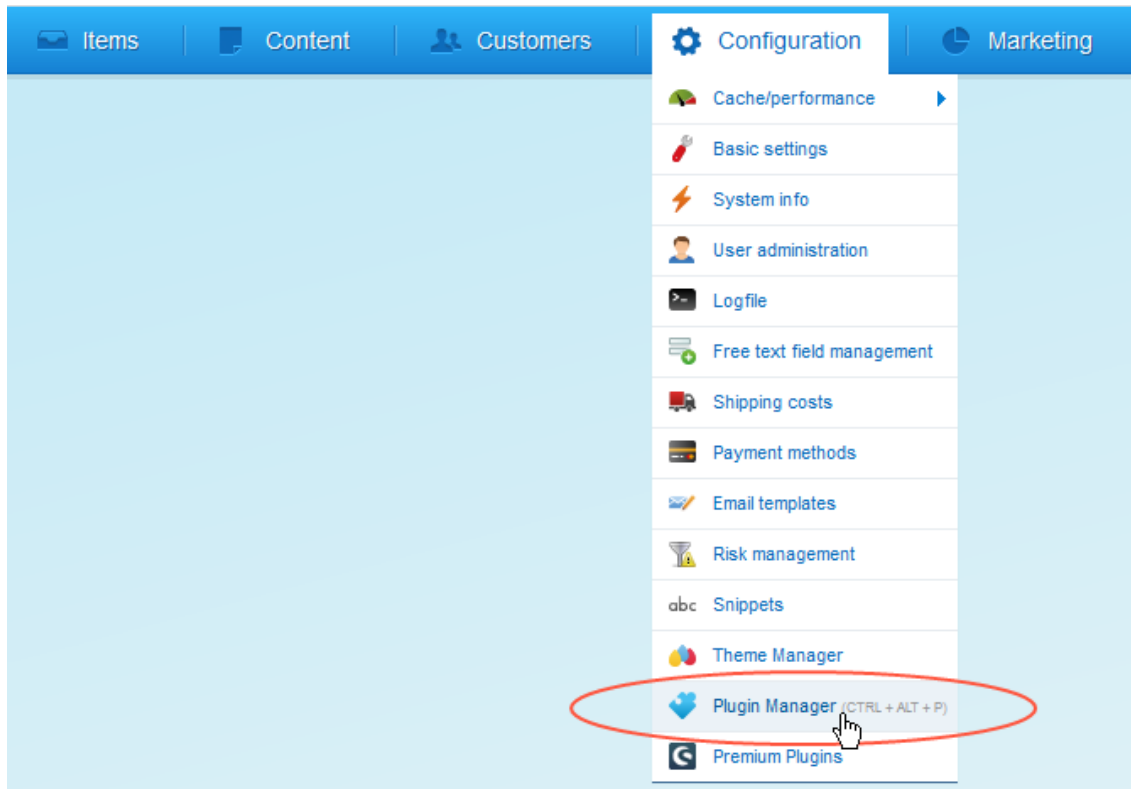 Items Content Customers Configuration Marketing
Cache/performance
Basic settings
System info
User administration
>_
Logfile
Free text field management
Shipping costs
Payment methods
Email templates
Risk management
abc Snippets
Theme Manager
Plugin Manager (CTRL + ALT + P)
Premium Plugins